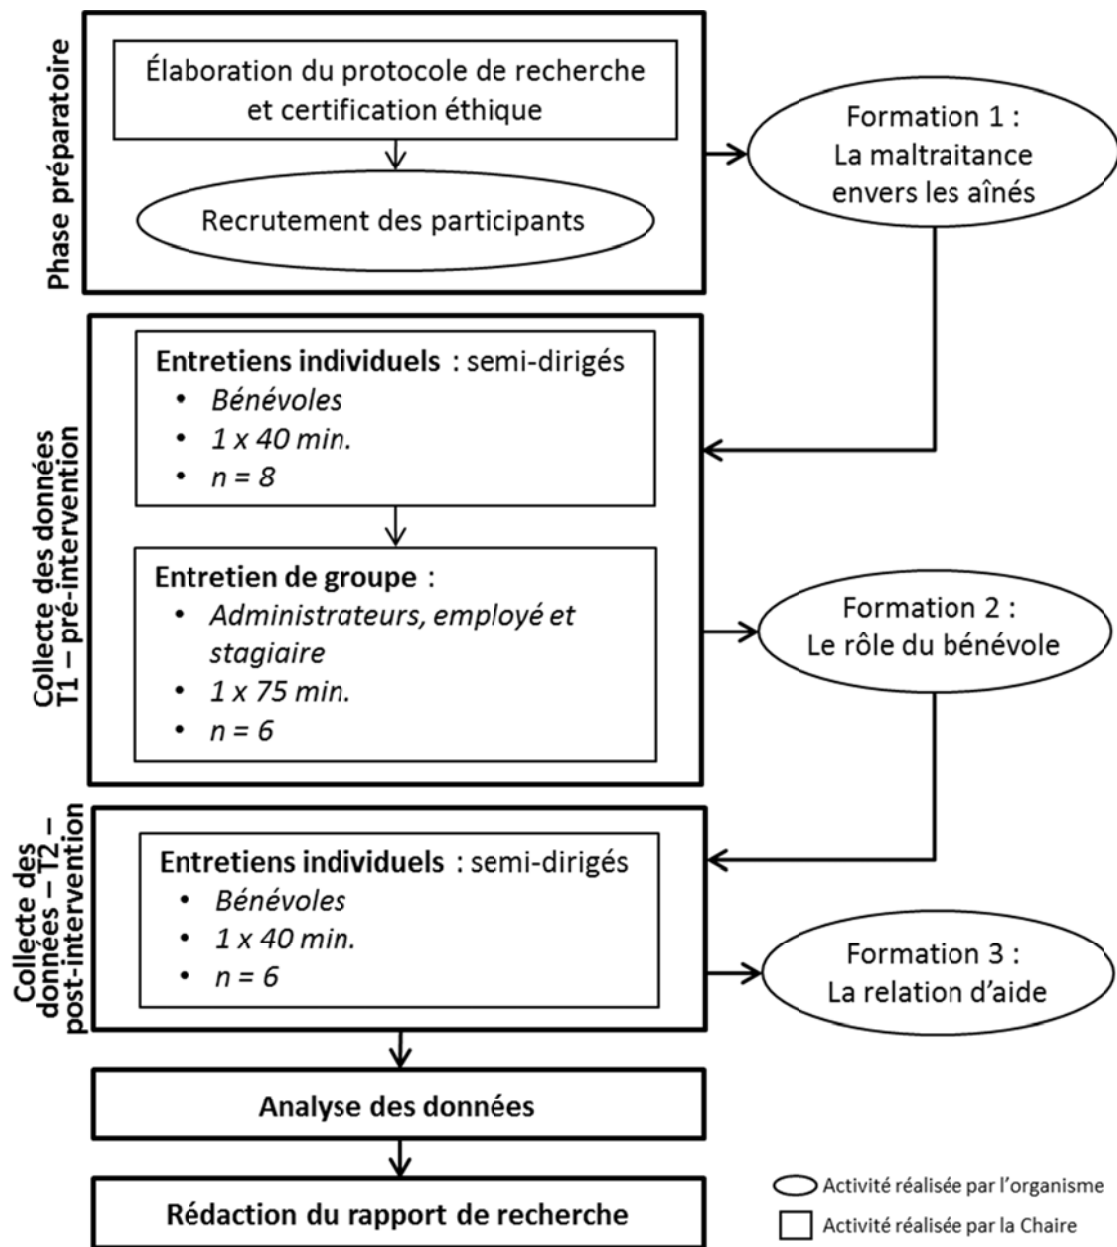 Phase préparatoire
Élaboration du protocole de recherche
et certification éthique
Recrutement des participants
Formation 1 :
La maltraitance
envers les aînés
Collecte des données
T1 – pré-intervention
Entretiens individuels : semi-dirigés
• Bénévoles
• 1 x 40 min.
• n = 8
Entretien de groupe :
• Administrateurs, employé et
stagiaire
• 1 x 75 min.
• n = 6
Formation 2 :
Le rôle du bénévole
Collecte des
données – T2 –
post-intervention
Entretiens individuels : semi-dirigés
• Bénévoles
• 1 x 40 min.
• n = 6
Formation 3 :
La relation d'aide
Analyse des données
Rédaction du rapport de recherche
Activité réalisée par l'organisme
Activité réalisée par la Chaire